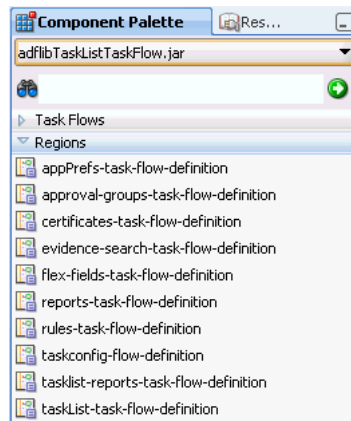 Component Palette Res...
adflibTaskListTaskFlow.jar
Task Flows
Regions
appPrefs-task-flow-definition
approval-groups-task-flow-definition
certificates-task-flow-definition
evidence-search-task-flow-definition
flex-fields-task-flow-definition
reports-task-flow-definition
rules-task-flow-definition
taskconfig-flow-definition
tasklist-reports-task-flow-definition
taskList-task-flow-definition